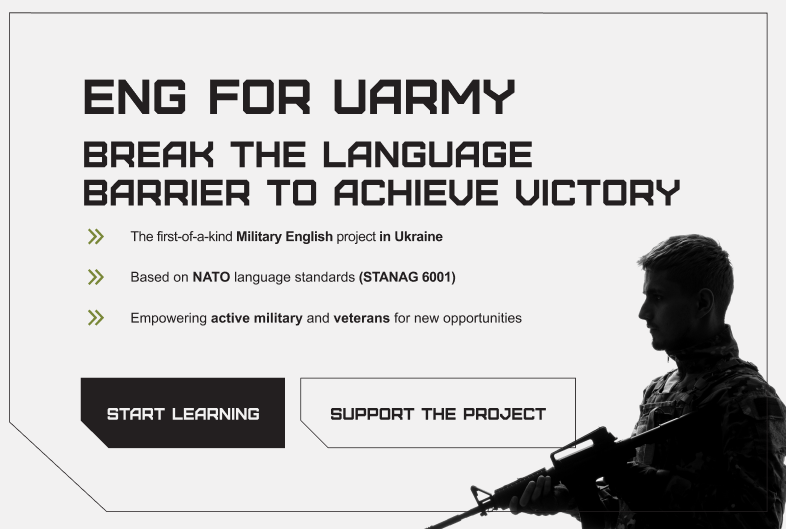 ENG FOR UARMY
BREAK THE LANGUAGE
BARRIER TO ACHIEVE VICTORY
The first-of-a-kind Military English project in Ukraine
Based on NATO language standards (STANAG 6001)
Empowering active military and veterans for new opportunities
START LEARNING
SUPPORT THE PROJECT